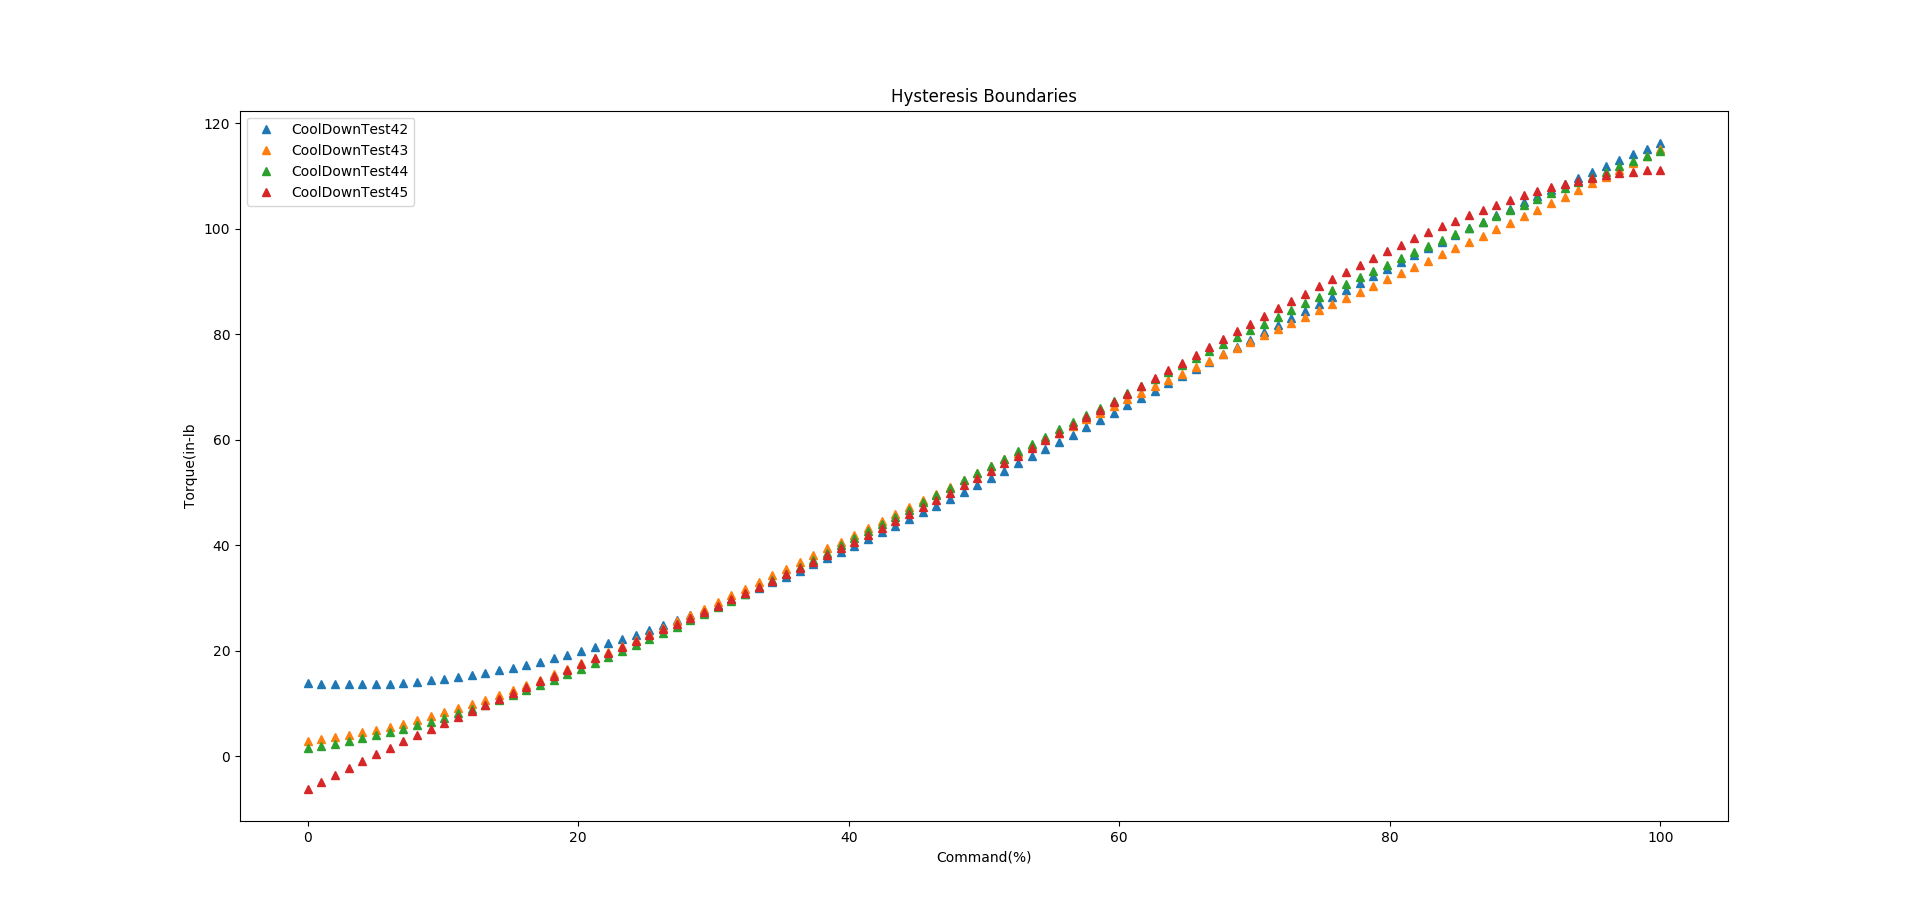 Hysteresis Boundaries
CoolDownTest42
CoolDownTest43
CoolDownTest44
CoolDownTest45
120
100
80
60
40
20
0
Torque(in-lb
0 20 40 60 80 100
Command(%)